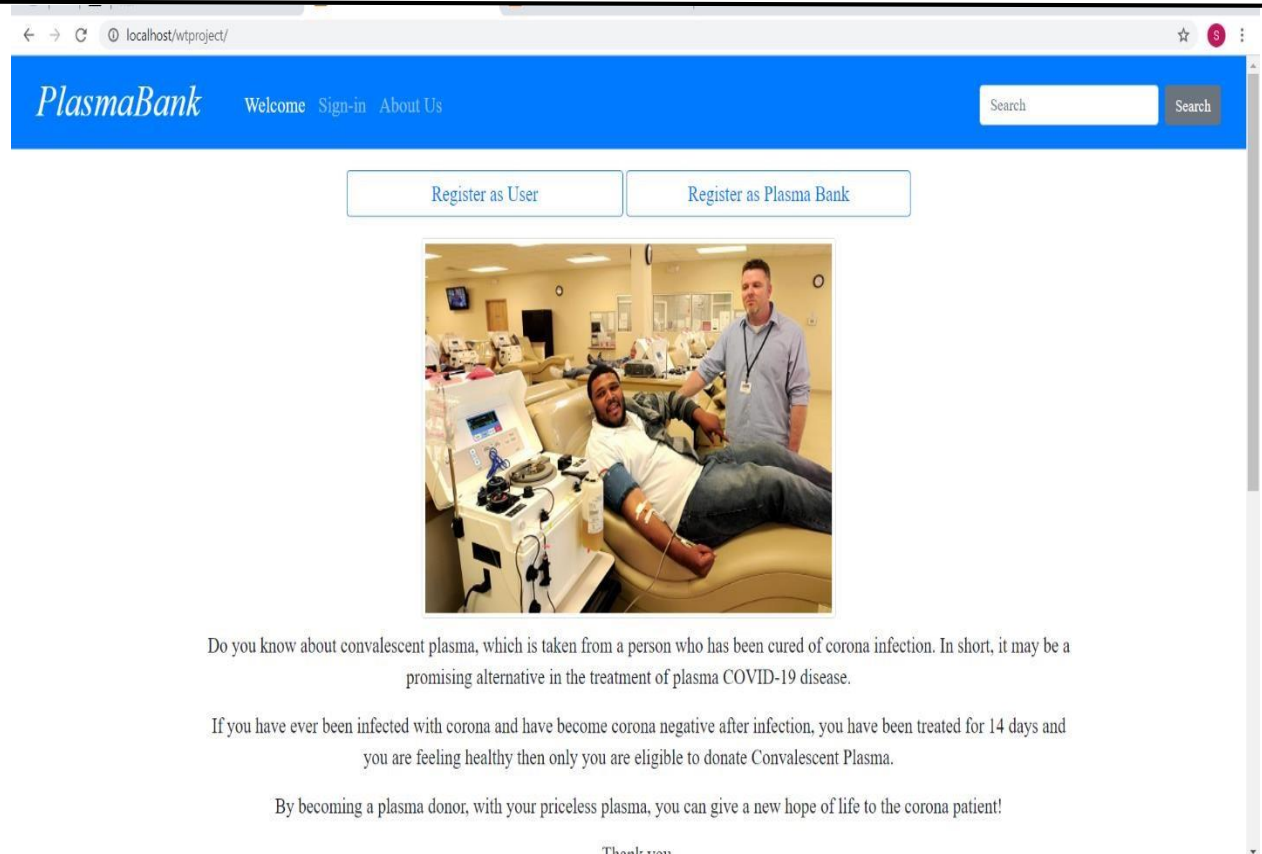 localhost/wtproject/
S
PlasmaBank Welcome Sign-in About Us Search Search
Register as User Register as Plasma Bank
Do you know about convalescent plasma, which is taken from a person who has been cured of corona infection. In short, it may be a
promising alternative in the treatment of plasma COVID-19 disease.
If you have ever been infected with corona and have become corona negative after infection, you have been treated for 14 days and
you are feeling healthy then only you are eligible to donate Convalescent Plasma.
By becoming a plasma donor, with your priceless plasma, you can give a new hope of life to the corona patient!
Thank you